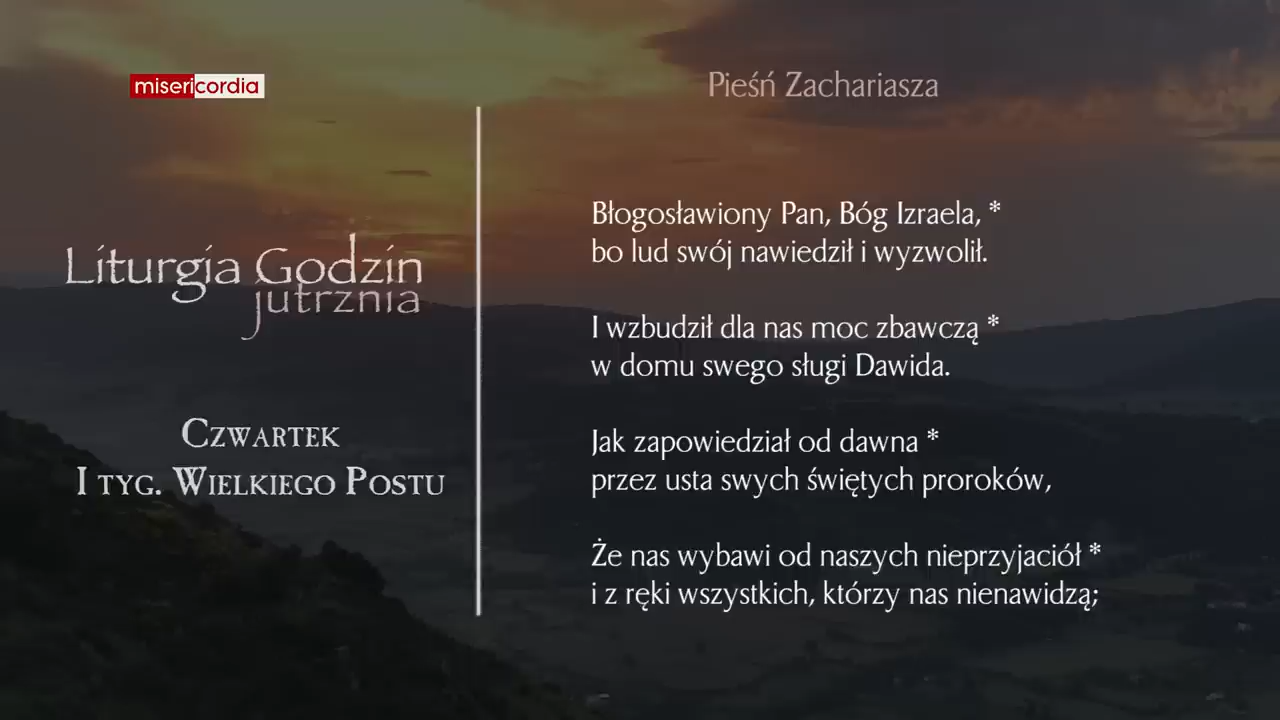 misericordia
Liturgia Godzin
jutrznia
Czwartek
I tyg. Wielkiego Postu
Pieśń Zachariasza
Błogosławiony Pan, Bóg Izraela, *
bo lud swój nawiedził i wyzwolił.
I wzbudził dla nas moc zbawczą *
w domu swego sługi Dawida.
Jak zapowiedział od dawna *
przez usta swych świętych proroków,
Że nas wybawi od naszych nieprzyjaciół *
i z ręki wszystkich, którzy nas nienawidzą;